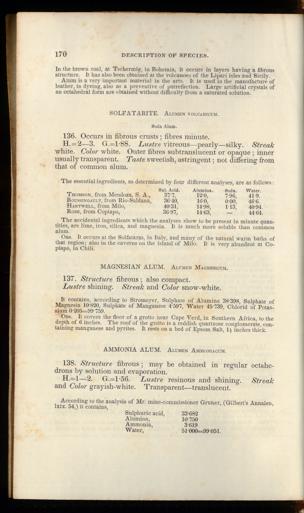 170 DESCRIPTION OF SPECIES.
In the brown coal, at Tschermig, in Bohemia, it occurs in layers having a fibrous
structure. It has also been obtained at the volcanoes of the Lipari isles and Sicily.
Alum is a very important material in the arts. It is used in the manufacture of
leather, in dyeing, also as a preventive of putrefaction. Large artificial crystals of
an octahedral form are obtained without difficulty from a saturated solution.
SOLFATARITE. ALUMEN VOLCANICUM.
Soda Alum.
136. Occurs in fibrous crusts; fibres minute.
H.=2—3. G.=1·88. Lustre vitreous—pearly—silky. Streak
white. Color white. Outer fibres subtranslucent or opaque; inner
usually transparent. Taste sweetish, astringent; not differing from
that of common alum.
The essential ingredients, as determined by four different analyses, are as follows:
Sul. Acid. Alumina. Soda. Water.
THOMSON, from Mendoza, S. A., 37·7, 12·0, 7·96, 41·9.
BOUSSINGAULT, from Rio-Saldana, 36·40, 16·0, 0·00, 46·6.
HARTWELL, from Milo, 40·31, 14·98, 1·13, 40·94.
ROSE, from Copiapo, 36·97, 14·63, — 44·64.
The accidental ingredients which the analyses show to be present in minute quan-
tities, are lime, iron, silica, and magnesia. It is much more soluble than common
alum.
OBS. It occurs at the Solfataras, in Italy, and many of the natural warm baths of
that region; also in the caverns on the island of Milo. It is very abundant at Co-
piapo, in Chili.
MAGNESIAN ALUM. ALUMEN MAGNESICUM.
137. Structure fibrous; also compact.
Lustre shining. Streak and Color snow-white.
It contains, according to Stromeyer, Sulphate of Alumina 38·398, Sulphate of
Magnesia 10·820, Sulphate of Manganese 4·597, Water 45·739, Chlorid of potas-
sium 0·205=99·759.
OBS. It covers the floor of a grotto near Cape Verd, in Southern Africa, to the
depth of 6 inches. The roof of the grotto is a reddish quartzose conglomerate, con-
taining manganese and pyrites. It rests on a bed of Epsom Salt, 1½ inches thick.
AMMONIA ALUM. ALUMEN AMMONIACUM.
138. Structure fibrous; may be obtained in regular octahe-
drons by solution and evaporation.
H.=1—2. G.=1·56. Lustre resinous and shining. Streak
and Color grayish-white. Transparent—translucent.
According to the analysis of Mr. mine-commissioner Gruner, (Gilbert's Annalen,
lxix. 54,) it contains,
Sulphuric acid, 33·682
Alumina, 10·750
Ammonia, 3·619
Water, 51·000=99·051.